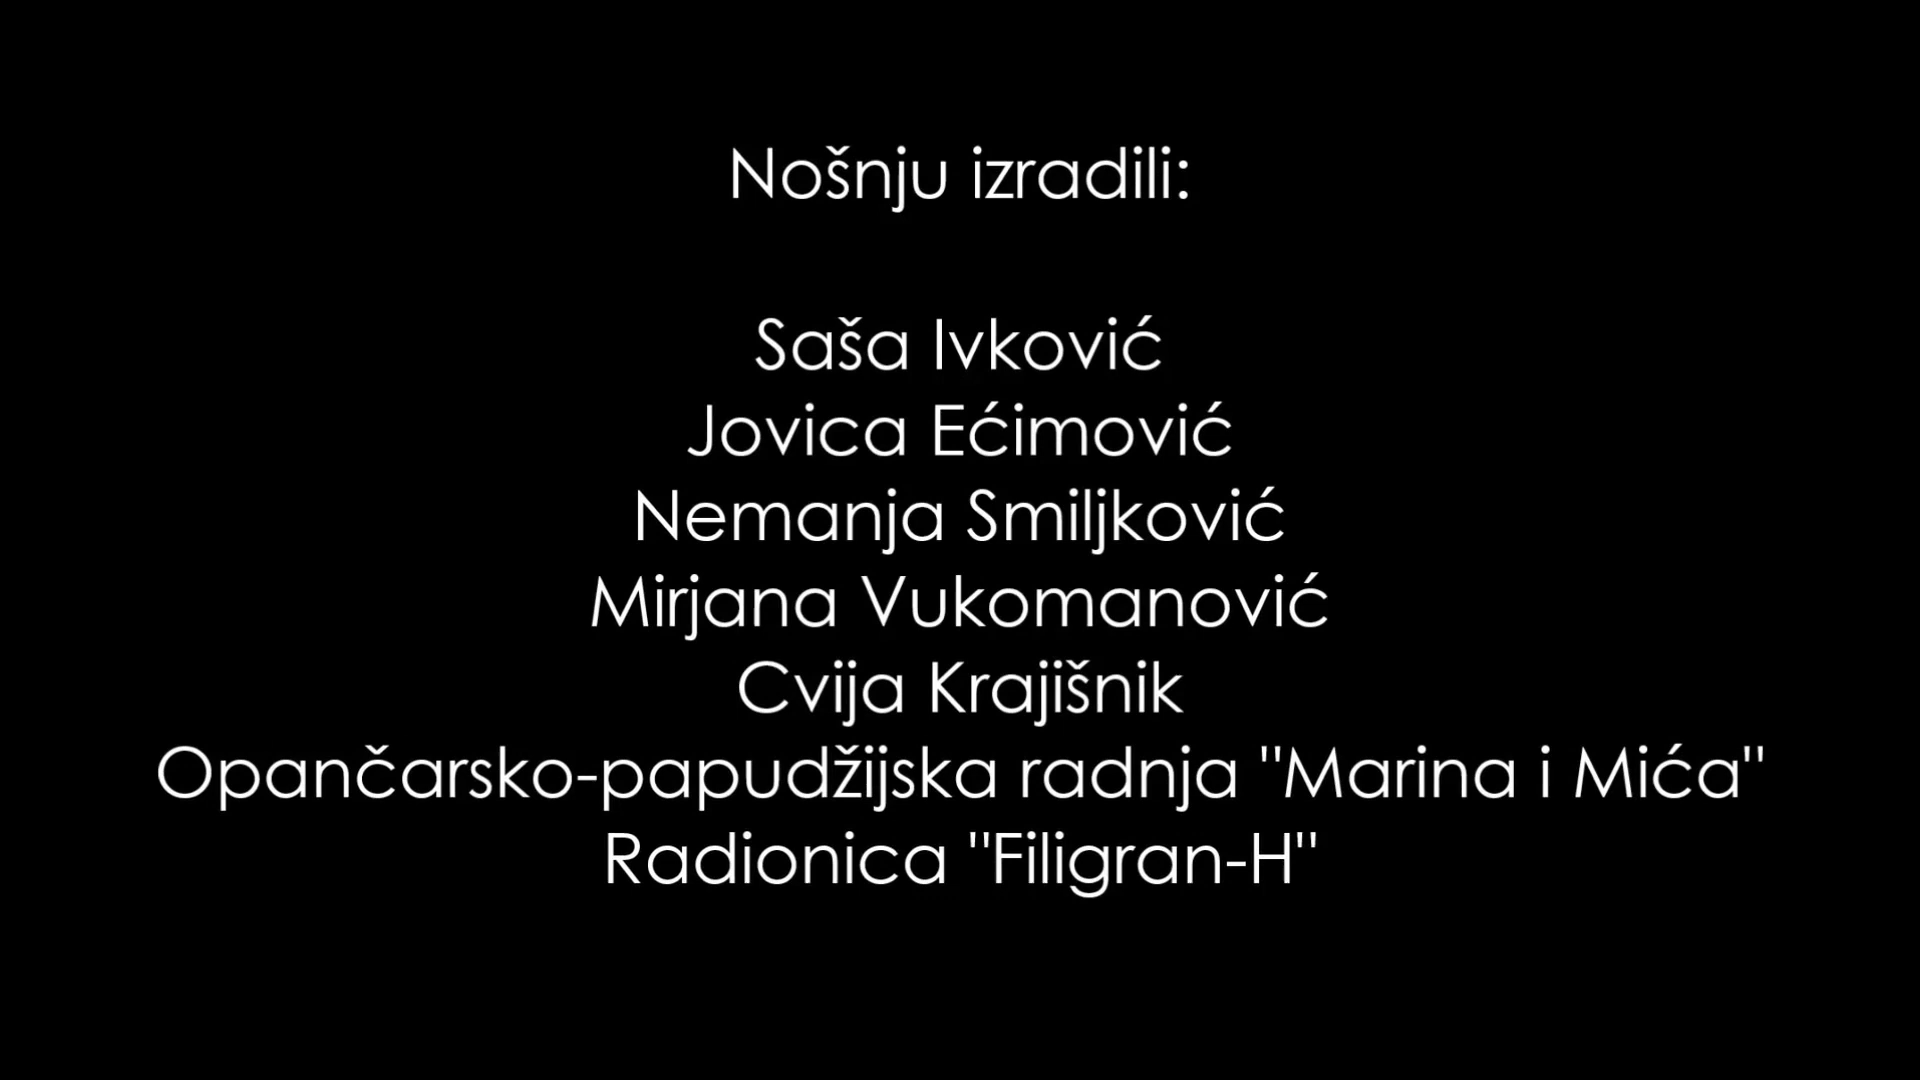 Nošnju izradili:
Saša Ivković
Jovica Ećimović
Nemanja Smiljković
Mirjana Vukomanović
Cvija Krajišnik
Opančarsko-papudžijska radnja "Marina i Mića"
Radionica "Filigran-H"